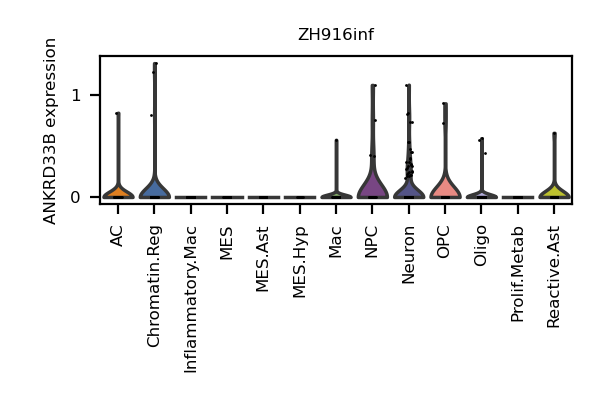 ZH916inf
ANKRD33B expression
1
0
AC
Chromatin.Reg
Inflammatory.Mac
MES
MES.Ast
MES.Hyp
Mac
NPC
Neuron
OPC
Oligo
Prolif.Metab
Reactive.Ast